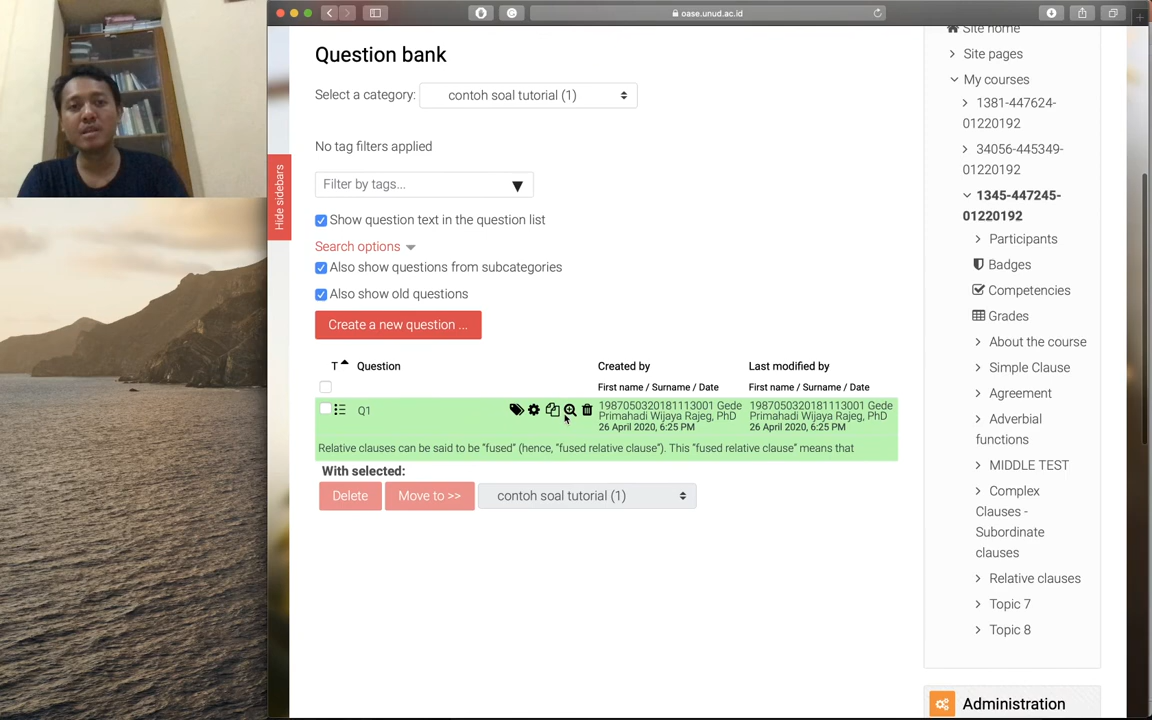 oase.unud.ac.id
Hide sidebars
Question bank
Select a category:
contoh soal tutorial (1)
No tag filters applied
Filter by tags...
Show question text in the question list
Search options
Also show questions from subcategories
Also show old questions
Create a new question ...
T
Question
Created by
Last modified by
First name / Surname / Date
First name / Surname / Date
Q1
1987050320181113001 Gede
Primahadi Wijaya Rajeg, PhD
26 April 2020, 6:25 PM
1987050320181113001 Gede
Primahadi Wijaya Rajeg, PhD
26 April 2020, 6:25 PM
Relative clauses can be said to be "fused" (hence, "fused relative clause"). This "fused relative clause" means that
With selected:
Delete
Move to >>
contoh soal tutorial (1)
Site home
Site pages
My courses
1381-447624-
01220192
34056-445349-
01220192
1345-447245-
01220192
Participants
Badges
Competencies
Grades
About the course
Simple Clause
Agreement
Adverbial
functions
MIDDLE TEST
Complex
Clauses -
Subordinate
clauses
Relative clauses
Topic 7
Topic 8
Administration